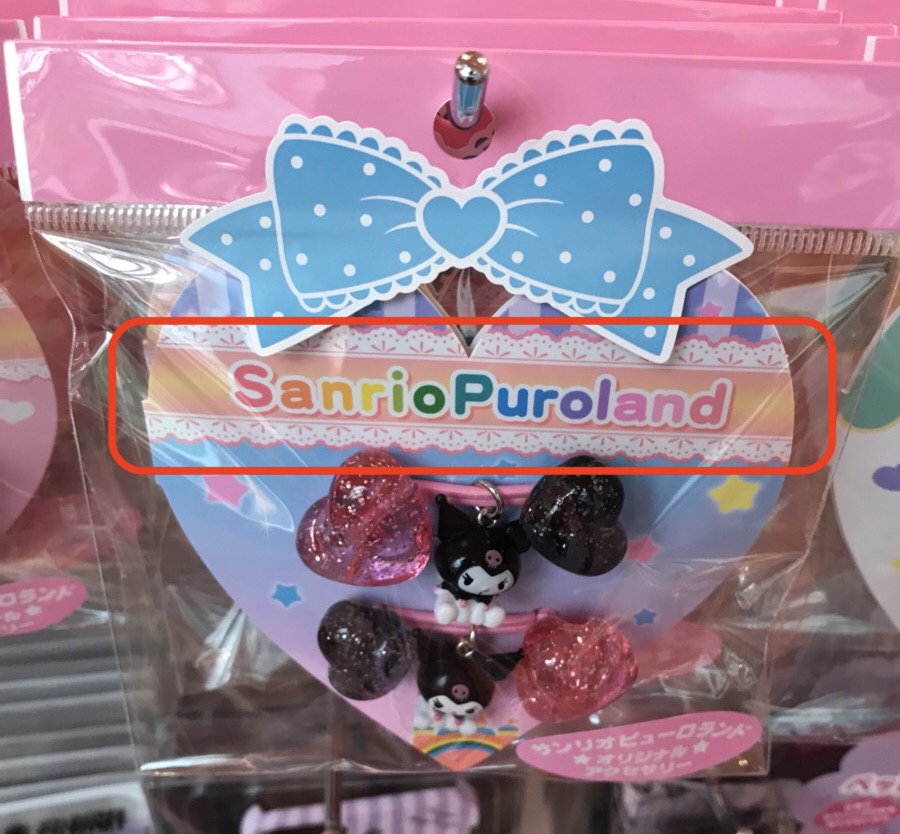 SanrioPuroland
サンリオピューロランド
オリジナル
アクセサリー